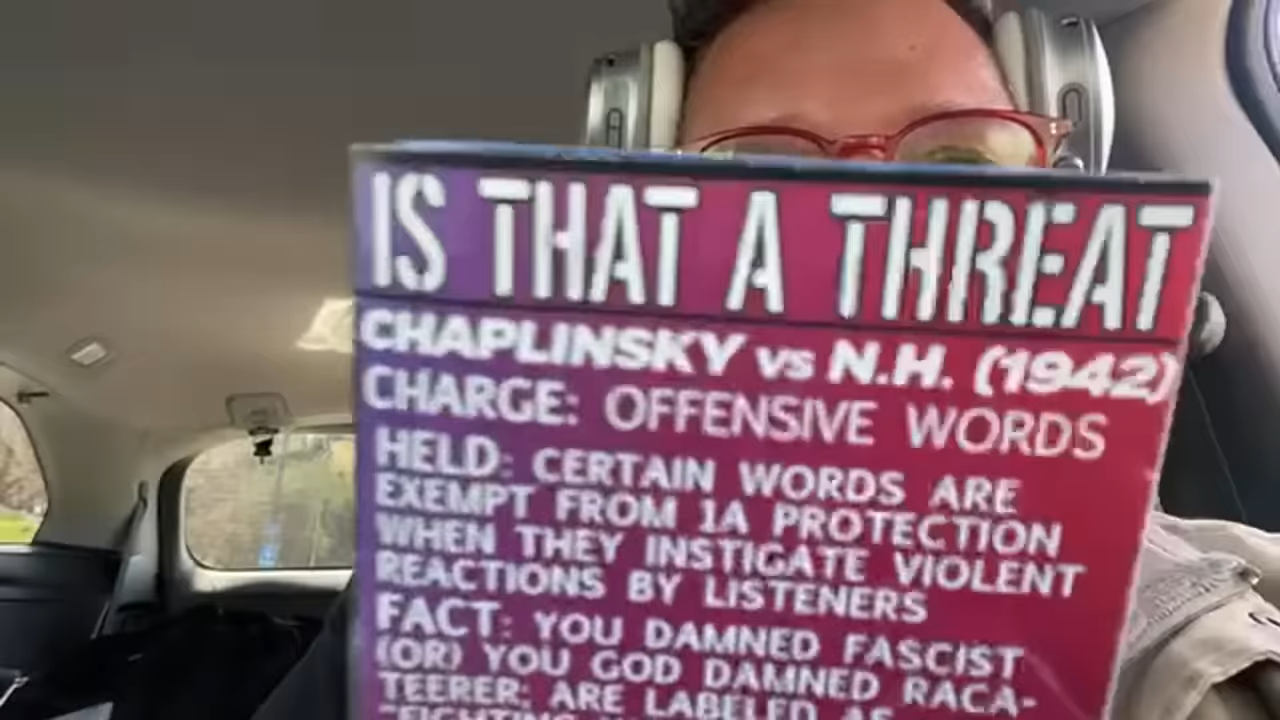 IS THAT A THREAT
CHAPLINSKY vs N.H. (1942)
CHARGE: OFFENSIVE WORDS
HELD: CERTAIN WORDS ARE
EXEMPT FROM 1A PROTECTION
WHEN THEY INSTIGATE VIOLENT
REACTIONS BY LISTENERS
FACT: YOU DAMNED FASCIST
(OR) YOU GOD DAMNED RACA-
TEERER: ARE LABELED AS
"FIGHTING